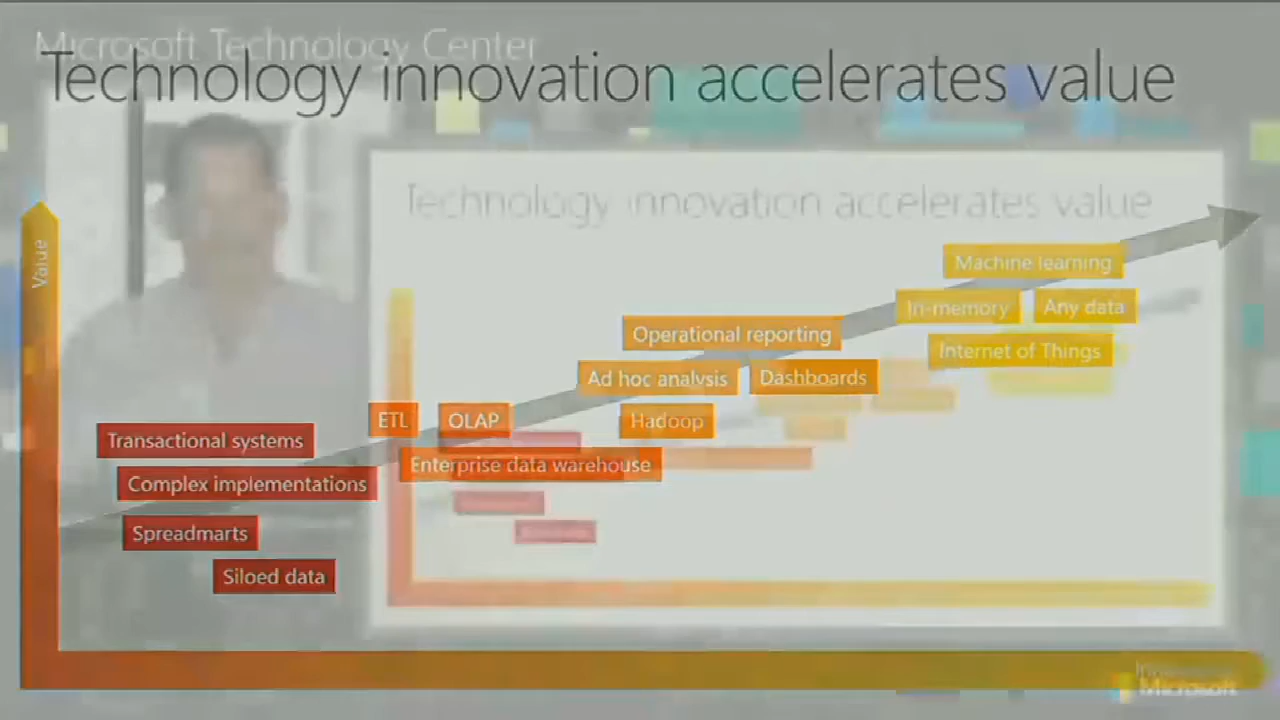 Microsoft Technology Center
Technology innovation accelerates value
Technology innovation accelerates value
Value
Machine learning
In-memory
Any data
Operational reporting
Internet of Things
Ad hoc analysis
Dashboards
ETL
OLAP
Hadoop
Transactional systems
Enterprise data warehouse
Complex implementations
Spreadmarts
Siloed data
Microsoft